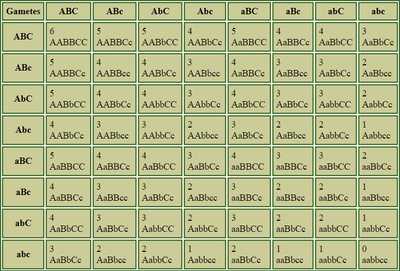 Gametes ABC ABc AbC Abc aBC aBc abC abc
ABC
6 5 5 4 5 4 4 3
AABBCC AABBCc AABbCC AABbCc AaBBCC AaBBCc AaBbCC AaBbCc
ABc
5 4 4 3 4 3 3 2
AABBCc AABBcc AABbCc AABbcc AaBBCc AaBBcc AaBbCc AaBbcc
AbC
5 4 4 3 4 3 3 2
AABbCC AABbCc AAbbCC AAbbCc AaBbCC AaBbCc AabbCC AabbCc
Abc
4 3 3 2 3 2 2 1
AABbCc AABbcc AAbbCc AAbbcc AaBbCc AaBbcc AabbCc Aabbcc
aBC
5 4 4 3 4 3 3 2
AaBBCC AaBBCc AaBbCC AaBbCc aaBBCC aaBBCc aaBbCC aaBbCc
aBc
4 3 3 2 3 2 2 1
AaBBCc AaBBcc AaBbCc AaBbcc aaBBCc aaBBcc aaBbCc aaBbcc
abC
4 3 3 2 3 2 2 1
AaBbCC AaBbCc AabbCC AabbCc aaBbCC aaBbCc aabbCC aabbCc
abc
3 2 2 1 2 1 1 0
AaBbCc AaBbcc AabbCc Aabbcc aaBbCc aaBbcc aabbCc aabbcc